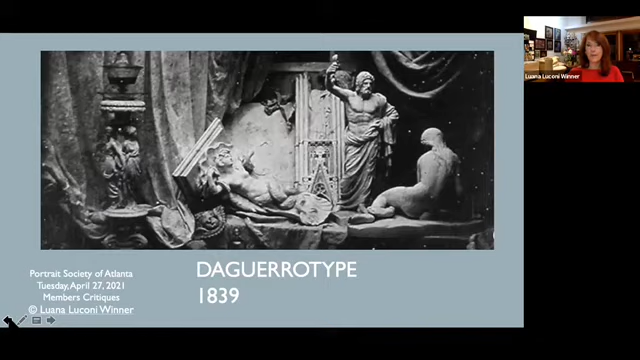 Luana Luconi Winner
DAGUERROTYPE
1839
Portrait Society of Atlanta
Tuesday, April 27, 2021
Members Critiques
© Luana Luconi Winner